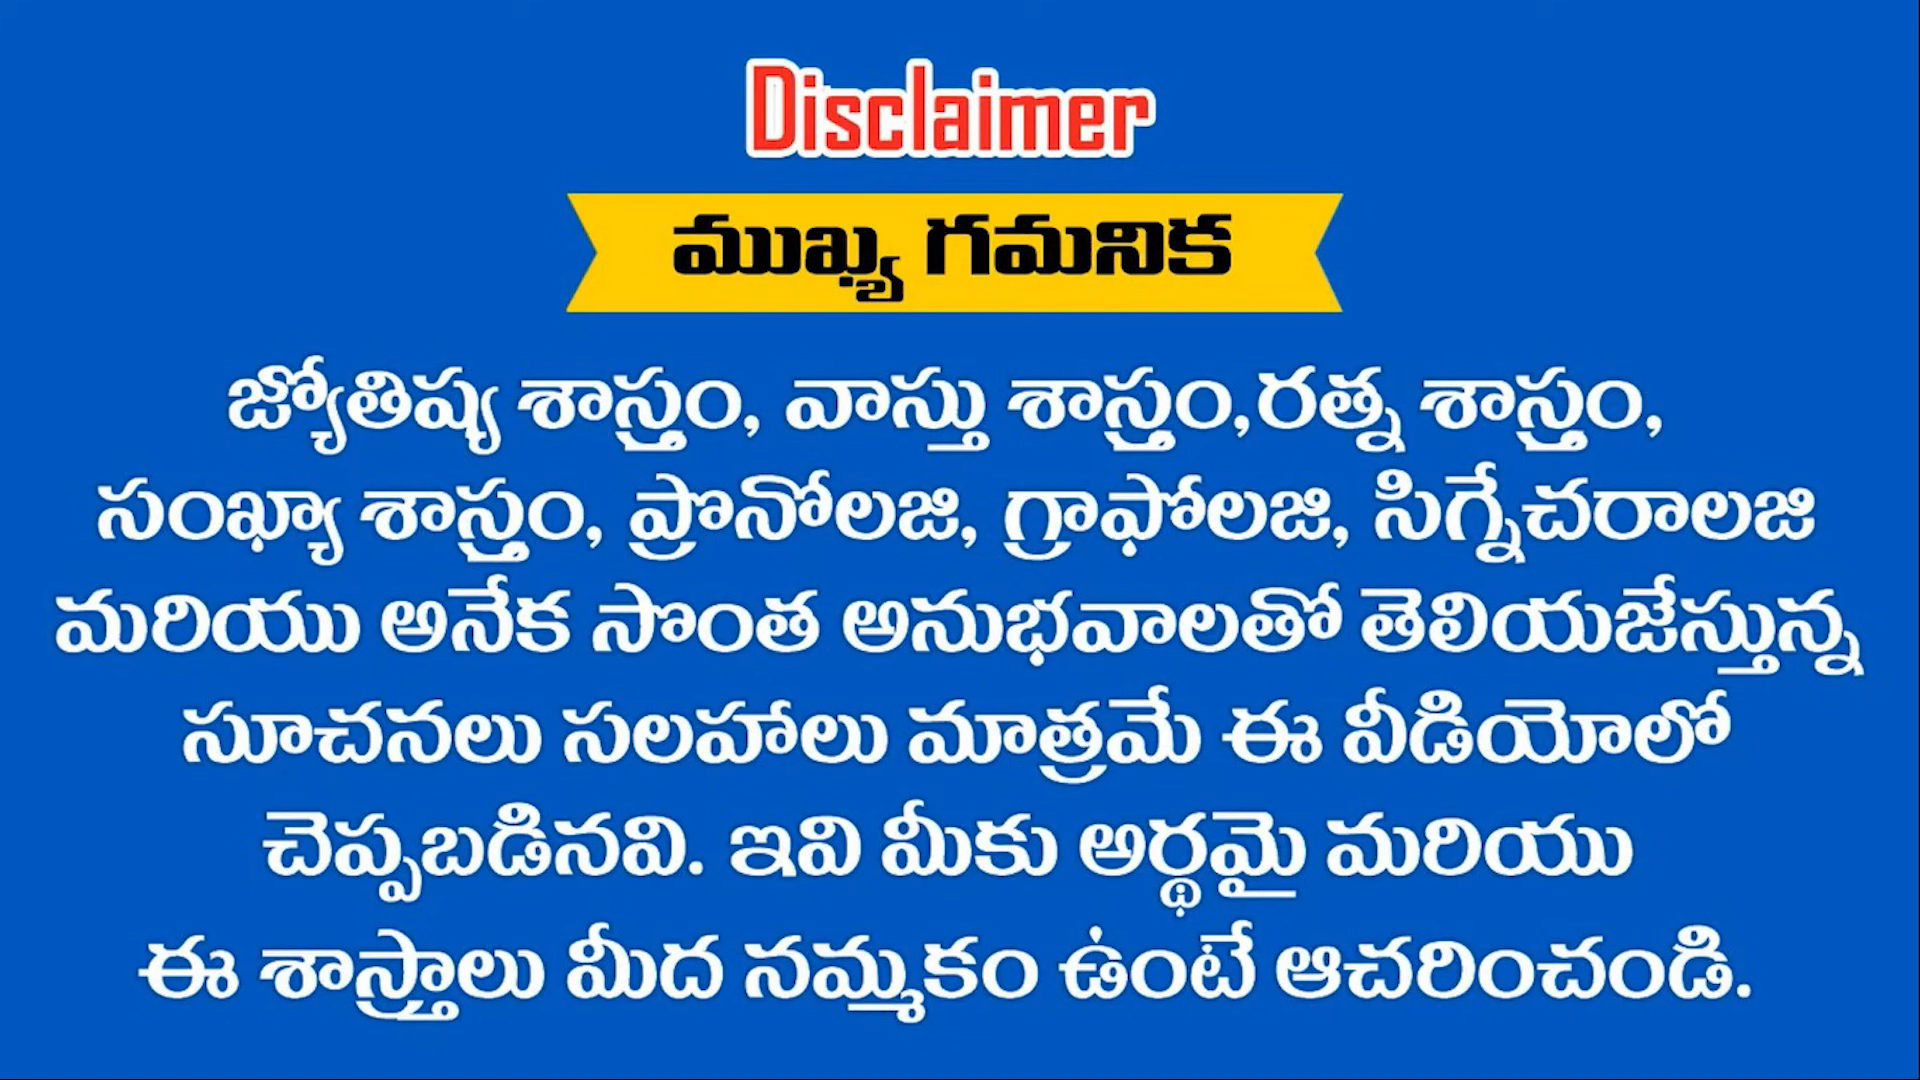 Disclaimer
ముఖ్య గమనిక
జ్యోతిష్య శాస్త్రం, వాస్తు శాస్త్రం,రత్న శాస్త్రం,
సంఖ్యా శాస్త్రం, ప్రొనోలజి, గ్రాఫోలజి, సిగ్నేచరాలజి
మరియు అనేక సొంత అనుభవాలతో తెలియజేస్తున్న
సూచనలు సలహాలు మాత్రమే ఈ వీడియోలో
చెప్పబడినవి. ఇవి మీకు అర్థమై మరియు
ఈ శాస్త్రాలు మీద నమ్మకం ఉంటే ఆచరించండి.